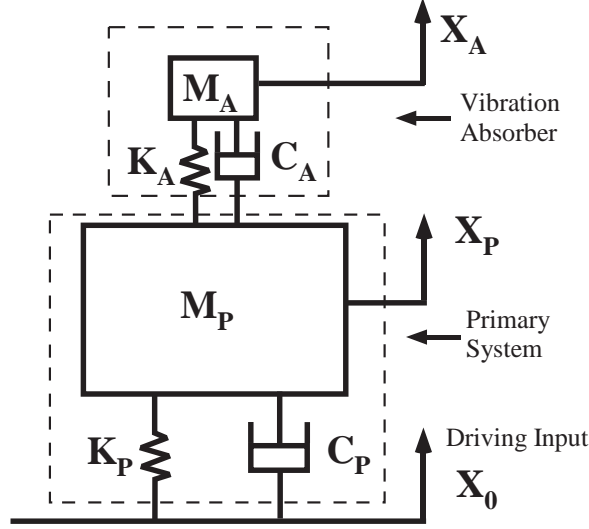 X_A
M_A
Vibration
Absorber
K_A
C_A
X_P
M_P
Primary
System
Driving Input
K_P
C_P
X_0